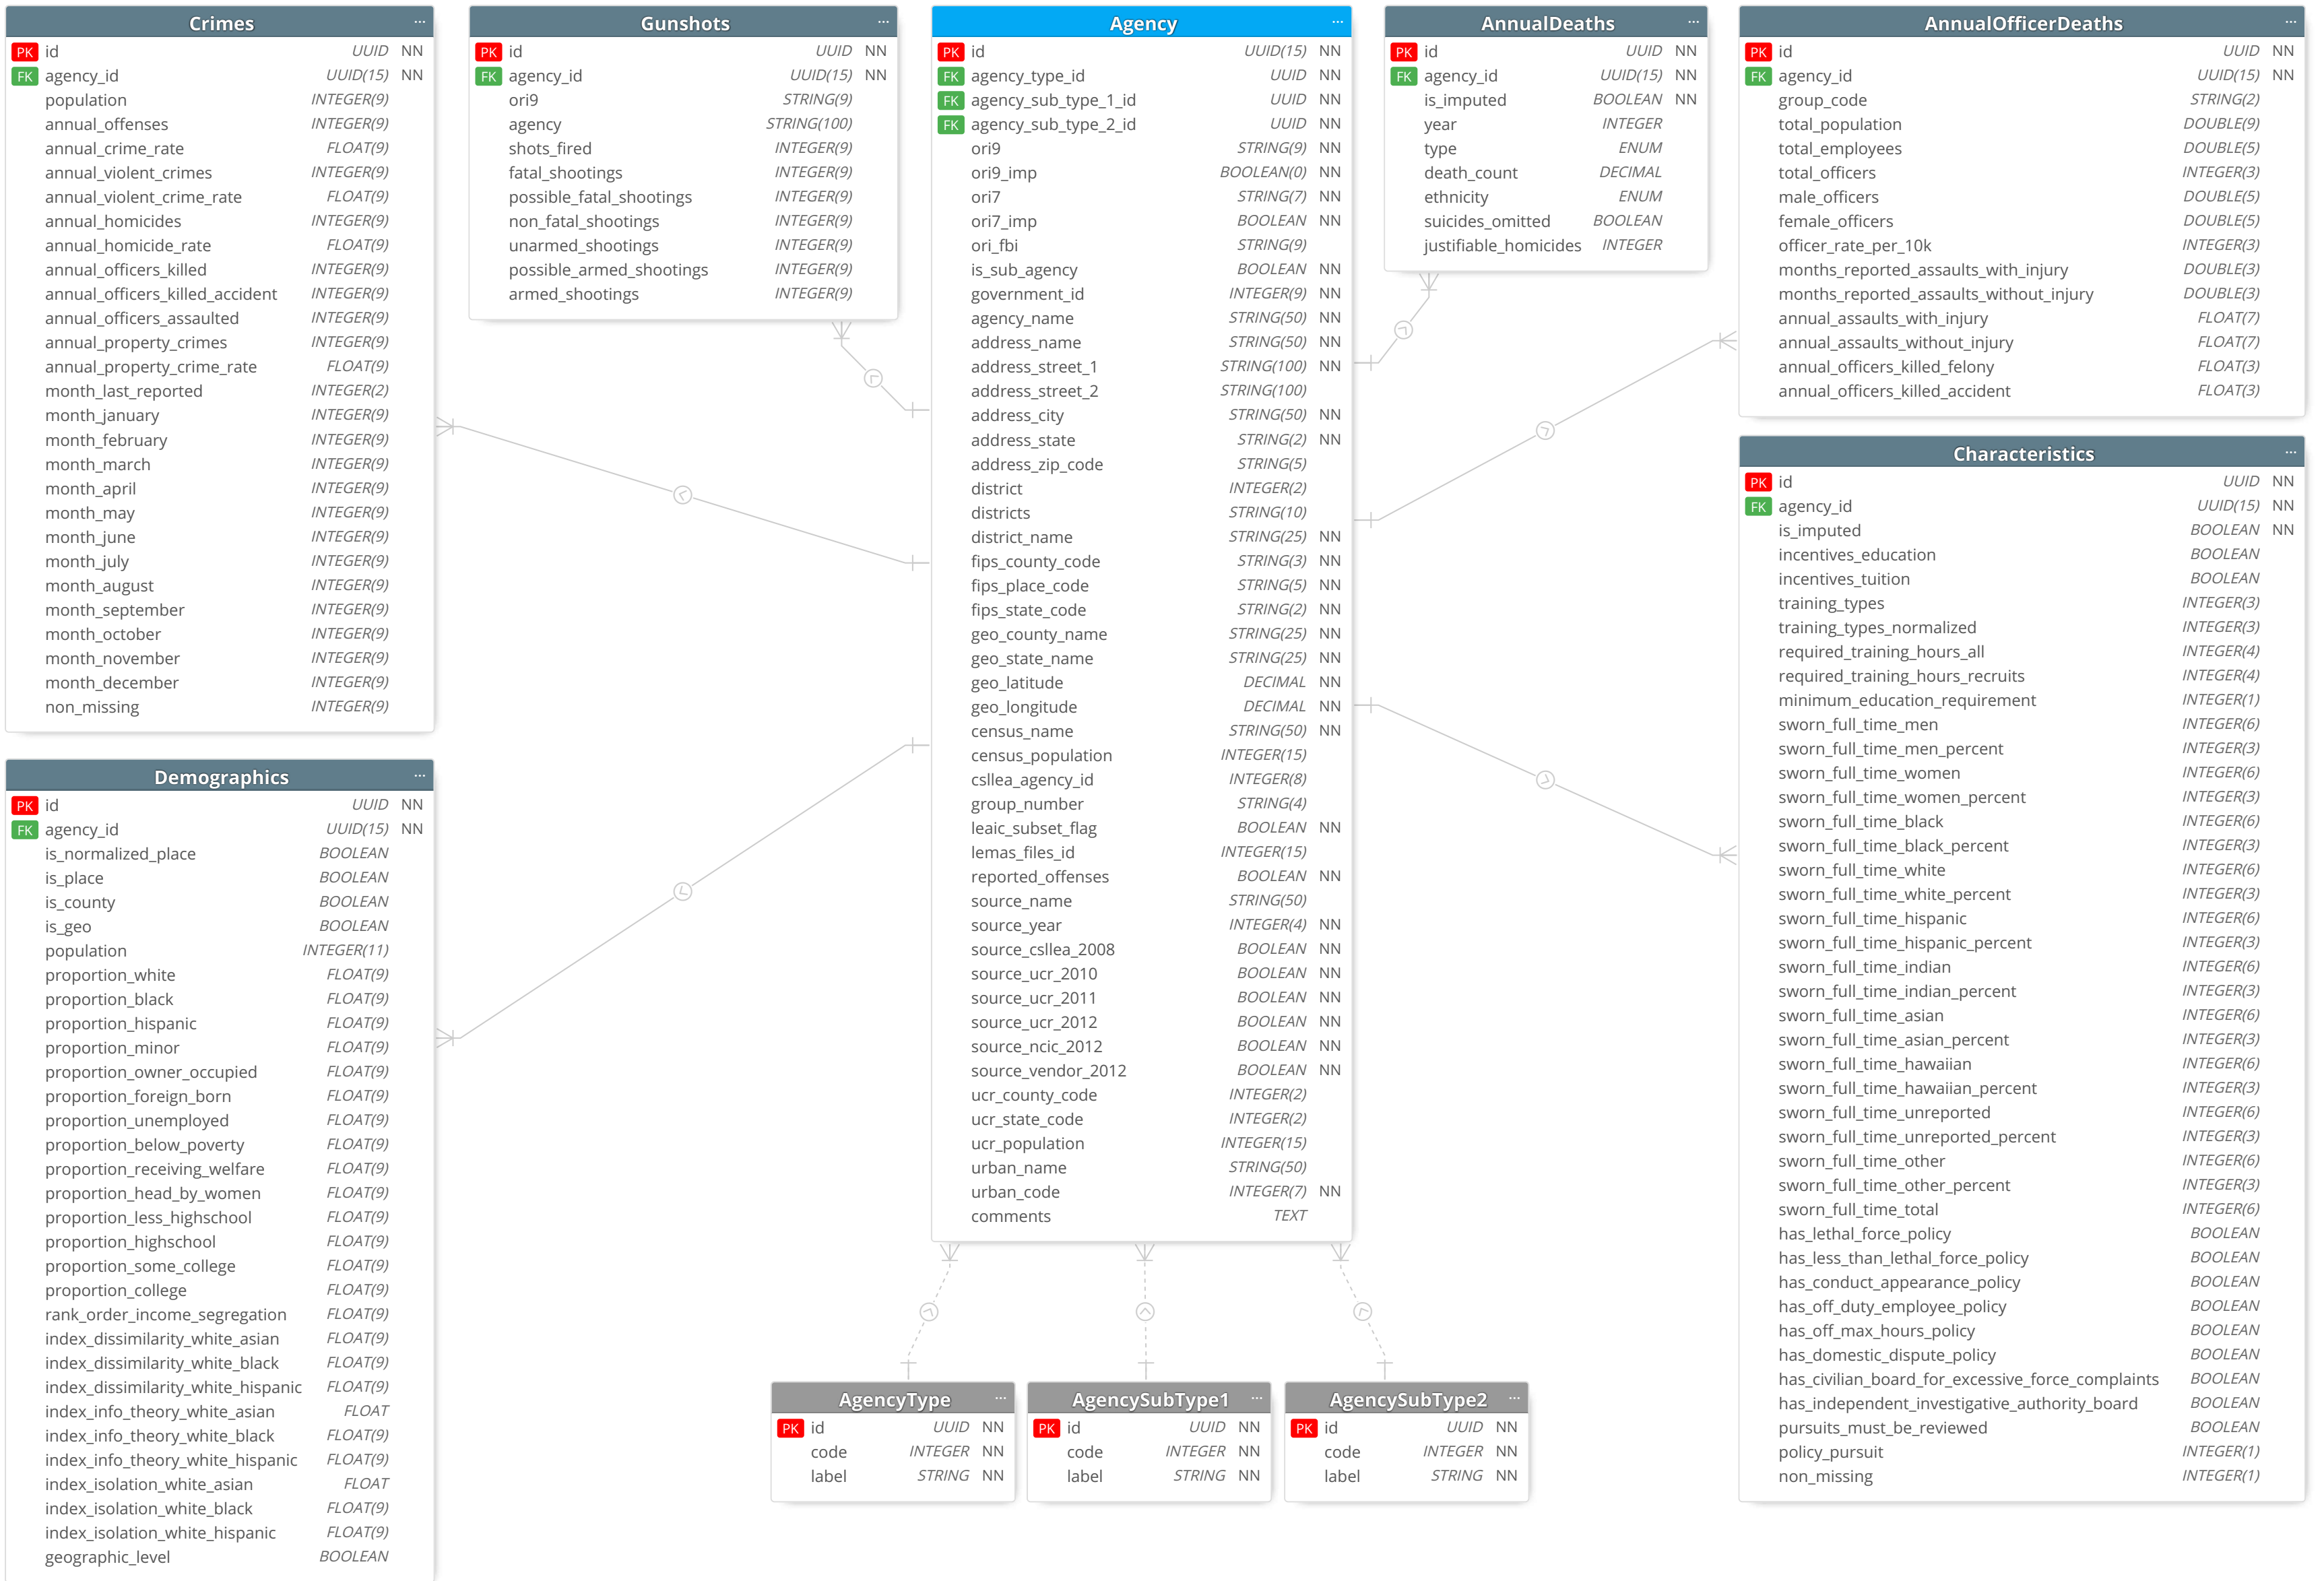 Crimes ...
PK id UUID NN
FK agency_id UUID(15) NN
population INTEGER(9)
annual_offenses INTEGER(9)
annual_crime_rate FLOAT(9)
annual_violent_crimes INTEGER(9)
annual_violent_crime_rate FLOAT(9)
annual_homicides INTEGER(9)
annual_homicide_rate FLOAT(9)
annual_officers_killed INTEGER(9)
annual_officers_killed_accident INTEGER(9)
annual_officers_assaulted INTEGER(9)
annual_property_crimes INTEGER(9)
annual_property_crime_rate FLOAT(9)
month_last_reported INTEGER(2)
month_january INTEGER(9)
month_february INTEGER(9)
month_march INTEGER(9)
month_april INTEGER(9)
month_may INTEGER(9)
month_june INTEGER(9)
month_july INTEGER(9)
month_august INTEGER(9)
month_september INTEGER(9)
month_october INTEGER(9)
month_november INTEGER(9)
month_december INTEGER(9)
non_missing INTEGER(9)
Demographics ...
PK id UUID NN
FK agency_id UUID(15) NN
is_normalized_place BOOLEAN
is_place BOOLEAN
is_county BOOLEAN
is_geo BOOLEAN
population INTEGER(11)
proportion_white FLOAT(9)
proportion_black FLOAT(9)
proportion_hispanic FLOAT(9)
proportion_minor FLOAT(9)
proportion_owner_occupied FLOAT(9)
proportion_foreign_born FLOAT(9)
proportion_unemployed FLOAT(9)
proportion_below_poverty FLOAT(9)
proportion_receiving_welfare FLOAT(9)
proportion_head_by_women FLOAT(9)
proportion_less_highschool FLOAT(9)
proportion_highschool FLOAT(9)
proportion_some_college FLOAT(9)
proportion_college FLOAT(9)
rank_order_income_segregation FLOAT(9)
index_dissimilarity_white_asian FLOAT(9)
index_dissimilarity_white_black FLOAT(9)
index_dissimilarity_white_hispanic FLOAT(9)
index_info_theory_white_asian FLOAT
index_info_theory_white_black FLOAT(9)
index_info_theory_white_hispanic FLOAT(9)
index_isolation_white_asian FLOAT
index_isolation_white_black FLOAT(9)
index_isolation_white_hispanic FLOAT(9)
geographic_level BOOLEAN
Gunshots ...
PK id UUID NN
FK agency_id UUID(15) NN
ori9 STRING(9)
agency STRING(100)
shots_fired INTEGER(9)
fatal_shootings INTEGER(9)
possible_fatal_shootings INTEGER(9)
non_fatal_shootings INTEGER(9)
unarmed_shootings INTEGER(9)
possible_armed_shootings INTEGER(9)
armed_shootings INTEGER(9)
Agency ...
PK id UUID(15) NN
FK agency_type_id UUID NN
FK agency_sub_type_1_id UUID NN
FK agency_sub_type_2_id UUID NN
ori9 STRING(9) NN
ori9_imp BOOLEAN(0) NN
ori7 STRING(7) NN
ori7_imp BOOLEAN NN
ori_fbi STRING(9)
is_sub_agency BOOLEAN NN
government_id INTEGER(9) NN
agency_name STRING(50) NN
address_name STRING(50) NN
address_street_1 STRING(100) NN
address_street_2 STRING(100)
address_city STRING(50) NN
address_state STRING(2) NN
address_zip_code STRING(5)
district INTEGER(2)
districts STRING(10)
district_name STRING(25) NN
fips_county_code STRING(3) NN
fips_place_code STRING(5) NN
fips_state_code STRING(2) NN
geo_county_name STRING(25) NN
geo_state_name STRING(25) NN
geo_latitude DECIMAL NN
geo_longitude DECIMAL NN
census_name STRING(50) NN
census_population INTEGER(15)
csllea_agency_id INTEGER(8)
group_number STRING(4)
leaic_subset_flag BOOLEAN NN
lemas_files_id INTEGER(15)
reported_offenses BOOLEAN NN
source_name STRING(50)
source_year INTEGER(4) NN
source_csllea_2008 BOOLEAN NN
source_ucr_2010 BOOLEAN NN
source_ucr_2011 BOOLEAN NN
source_ucr_2012 BOOLEAN NN
source_ncic_2012 BOOLEAN NN
source_vendor_2012 BOOLEAN NN
ucr_county_code INTEGER(2)
ucr_state_code INTEGER(2)
ucr_population INTEGER(15)
urban_name STRING(50)
urban_code INTEGER(7) NN
comments TEXT
AgencyType ...
PK id UUID NN
code INTEGER NN
label STRING NN
AgencySubType1 ...
PK id UUID NN
code INTEGER NN
label STRING NN
AgencySubType2 ...
PK id UUID NN
code INTEGER NN
label STRING NN
AnnualDeaths ...
PK id UUID NN
FK agency_id UUID(15) NN
is_imputed BOOLEAN NN
year INTEGER
type ENUM
death_count DECIMAL
ethnicity ENUM
suicides_omitted BOOLEAN
justifiable_homicides INTEGER
AnnualOfficerDeaths ...
PK id UUID NN
FK agency_id UUID(15) NN
group_code STRING(2)
total_population DOUBLE(9)
total_employees DOUBLE(5)
total_officers INTEGER(3)
male_officers DOUBLE(5)
female_officers DOUBLE(5)
officer_rate_per_10k INTEGER(3)
months_reported_assaults_with_injury DOUBLE(3)
months_reported_assaults_without_injury DOUBLE(3)
annual_assaults_with_injury FLOAT(7)
annual_assaults_without_injury FLOAT(7)
annual_officers_killed_felony FLOAT(3)
annual_officers_killed_accident FLOAT(3)
Characteristics ...
PK id UUID NN
FK agency_id UUID(15) NN
is_imputed BOOLEAN NN
incentives_education BOOLEAN
incentives_tuition BOOLEAN
training_types INTEGER(3)
training_types_normalized INTEGER(3)
required_training_hours_all INTEGER(4)
required_training_hours_recruits INTEGER(4)
minimum_education_requirement INTEGER(1)
sworn_full_time_men INTEGER(6)
sworn_full_time_men_percent INTEGER(3)
sworn_full_time_women INTEGER(6)
sworn_full_time_women_percent INTEGER(3)
sworn_full_time_black INTEGER(6)
sworn_full_time_black_percent INTEGER(3)
sworn_full_time_white INTEGER(6)
sworn_full_time_white_percent INTEGER(3)
sworn_full_time_hispanic INTEGER(6)
sworn_full_time_hispanic_percent INTEGER(3)
sworn_full_time_indian INTEGER(6)
sworn_full_time_indian_percent INTEGER(3)
sworn_full_time_asian INTEGER(6)
sworn_full_time_asian_percent INTEGER(3)
sworn_full_time_hawaiian INTEGER(6)
sworn_full_time_hawaiian_percent INTEGER(3)
sworn_full_time_unreported INTEGER(6)
sworn_full_time_unreported_percent INTEGER(3)
sworn_full_time_other INTEGER(6)
sworn_full_time_other_percent INTEGER(3)
sworn_full_time_total INTEGER(6)
has_lethal_force_policy BOOLEAN
has_less_than_lethal_force_policy BOOLEAN
has_conduct_appearance_policy BOOLEAN
has_off_duty_employee_policy BOOLEAN
has_off_max_hours_policy BOOLEAN
has_domestic_dispute_policy BOOLEAN
has_civilian_board_for_excessive_force_complaints BOOLEAN
has_independent_investigative_authority_board BOOLEAN
pursuits_must_be_reviewed BOOLEAN
policy_pursuit INTEGER(1)
non_missing INTEGER(1)